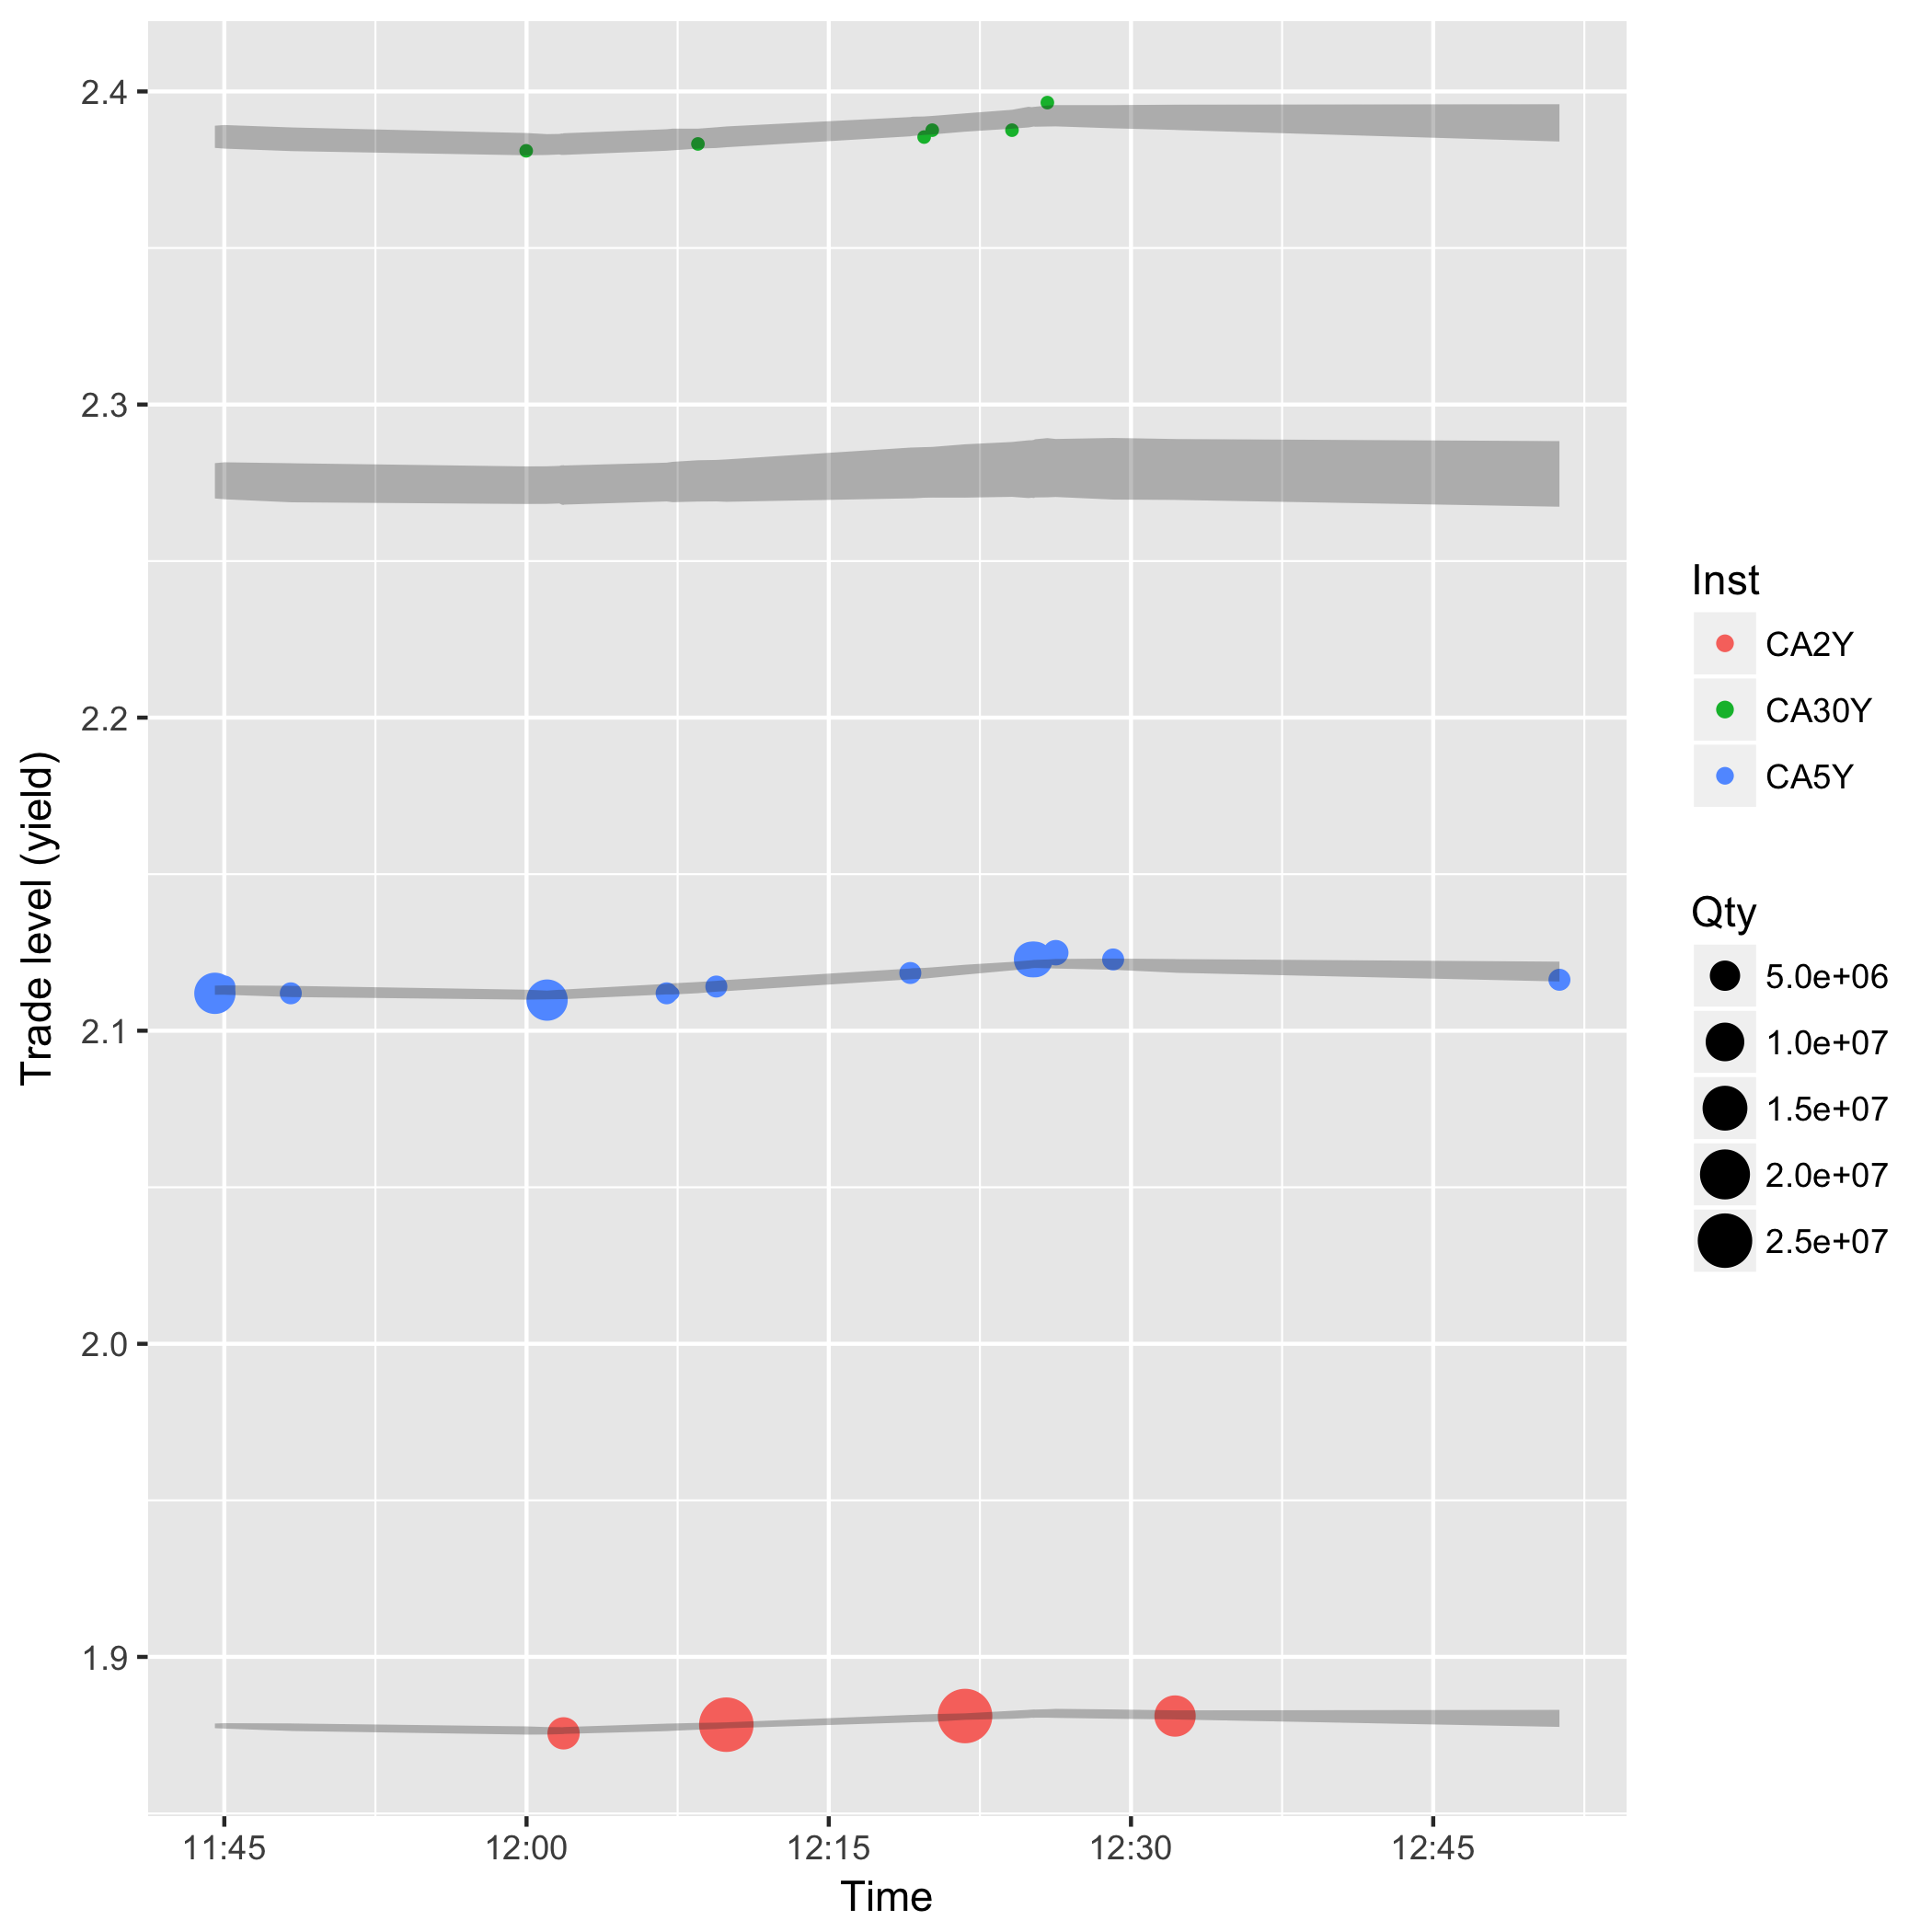 2.4
2.3
2.2
2.1
2.0
1.9
Trade level (yield)
11:45
12:00
12:15
12:30
12:45
Time
Inst
CA2Y
CA30Y
CA5Y
Qty
5.0e+06
1.0e+07
1.5e+07
2.0e+07
2.5e+07